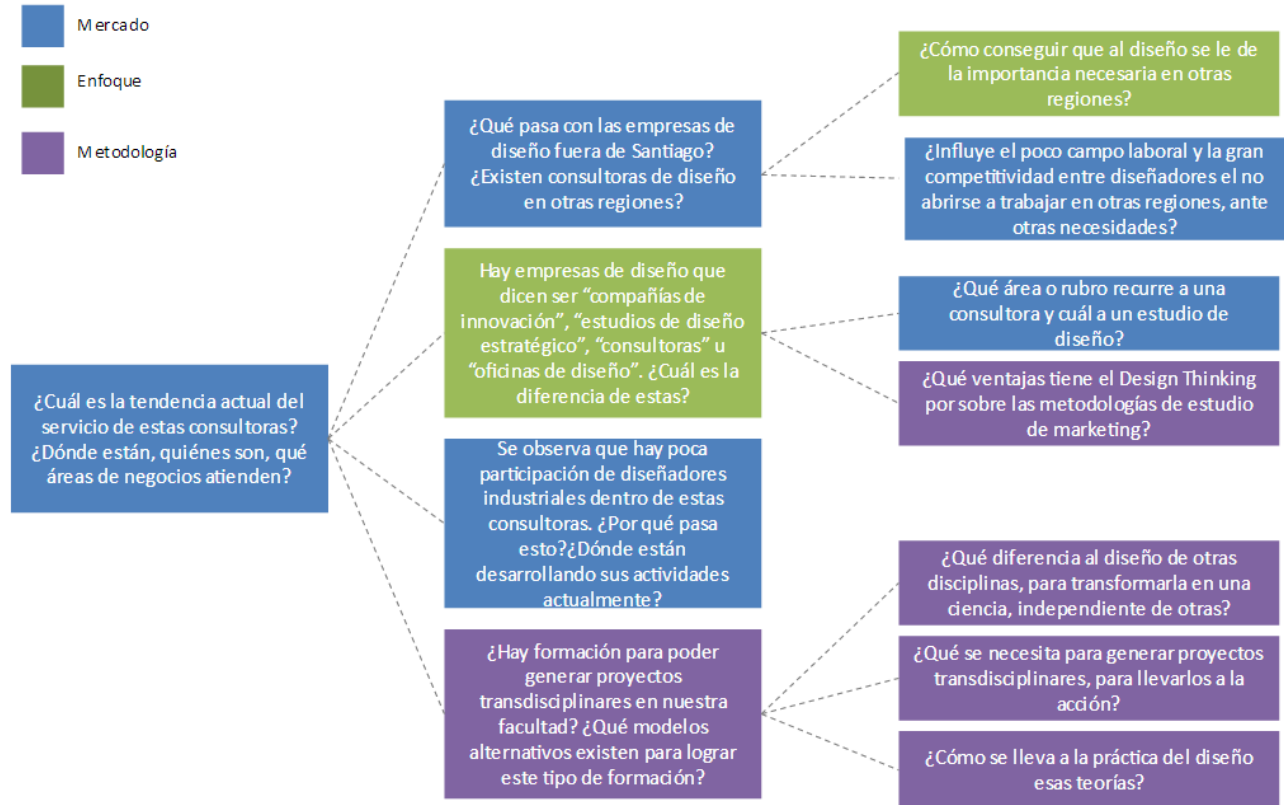 Mercado
Enfoque
Metodología
¿Cuál es la tendencia actual del
servicio de estas consultoras?
¿Dónde están, quiénes son, qué
áreas de negocios atienden?
¿Qué pasa con las empresas de
diseño fuera de Santiago?
¿Existen consultoras de diseño
en otras regiones?
Hay empresas de diseño que
dicen ser “compañías de
innovación”, “estudios de diseño
estratégico”, “consultoras” u
“oficinas de diseño”. ¿Cuál es la
diferencia de estas?
Se observa que hay poca
participación de diseñadores
industriales dentro de estas
consultoras. ¿Por qué pasa
esto?¿Dónde están
desarrollando sus actividades
actualmente?
¿Hay formación para poder
generar proyectos
transdisciplinares en nuestra
facultad? ¿Qué modelos
alternativos existen para lograr
este tipo de formación?
¿Cómo conseguir que al diseño se le de
la importancia necesaria en otras
regiones?
¿Influye el poco campo laboral y la gran
competitividad entre diseñadores el no
abrirse a trabajar en otras regiones, ante
otras necesidades?
¿Qué área o rubro recurre a una
consultora y cuál a un estudio de
diseño?
¿Qué ventajas tiene el Design Thinking
por sobre las metodologías de estudio
de marketing?
¿Qué diferencia al diseño de otras
disciplinas, para transformarla en una
ciencia, independiente de otras?
¿Qué se necesita para generar proyectos
transdisciplinares, para llevarlos a la
acción?
¿Cómo se lleva a la práctica del diseño
esas teorías?